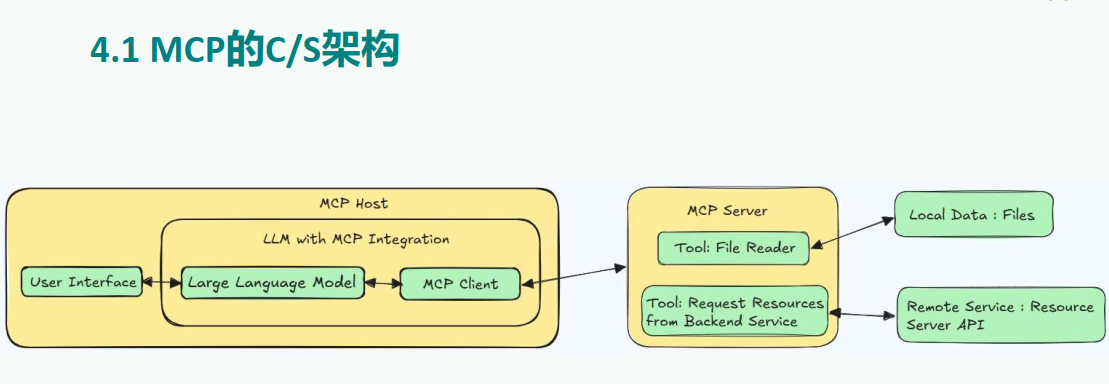 4.1 MCP的C/S架构
MCP Host
LLM with MCP Integration
User Interface
Large Language Model
MCP Client
MCP Server
Tool: File Reader
Tool: Request Resources
from Backend Service
Local Data : Files
Remote Service : Resource
Server API